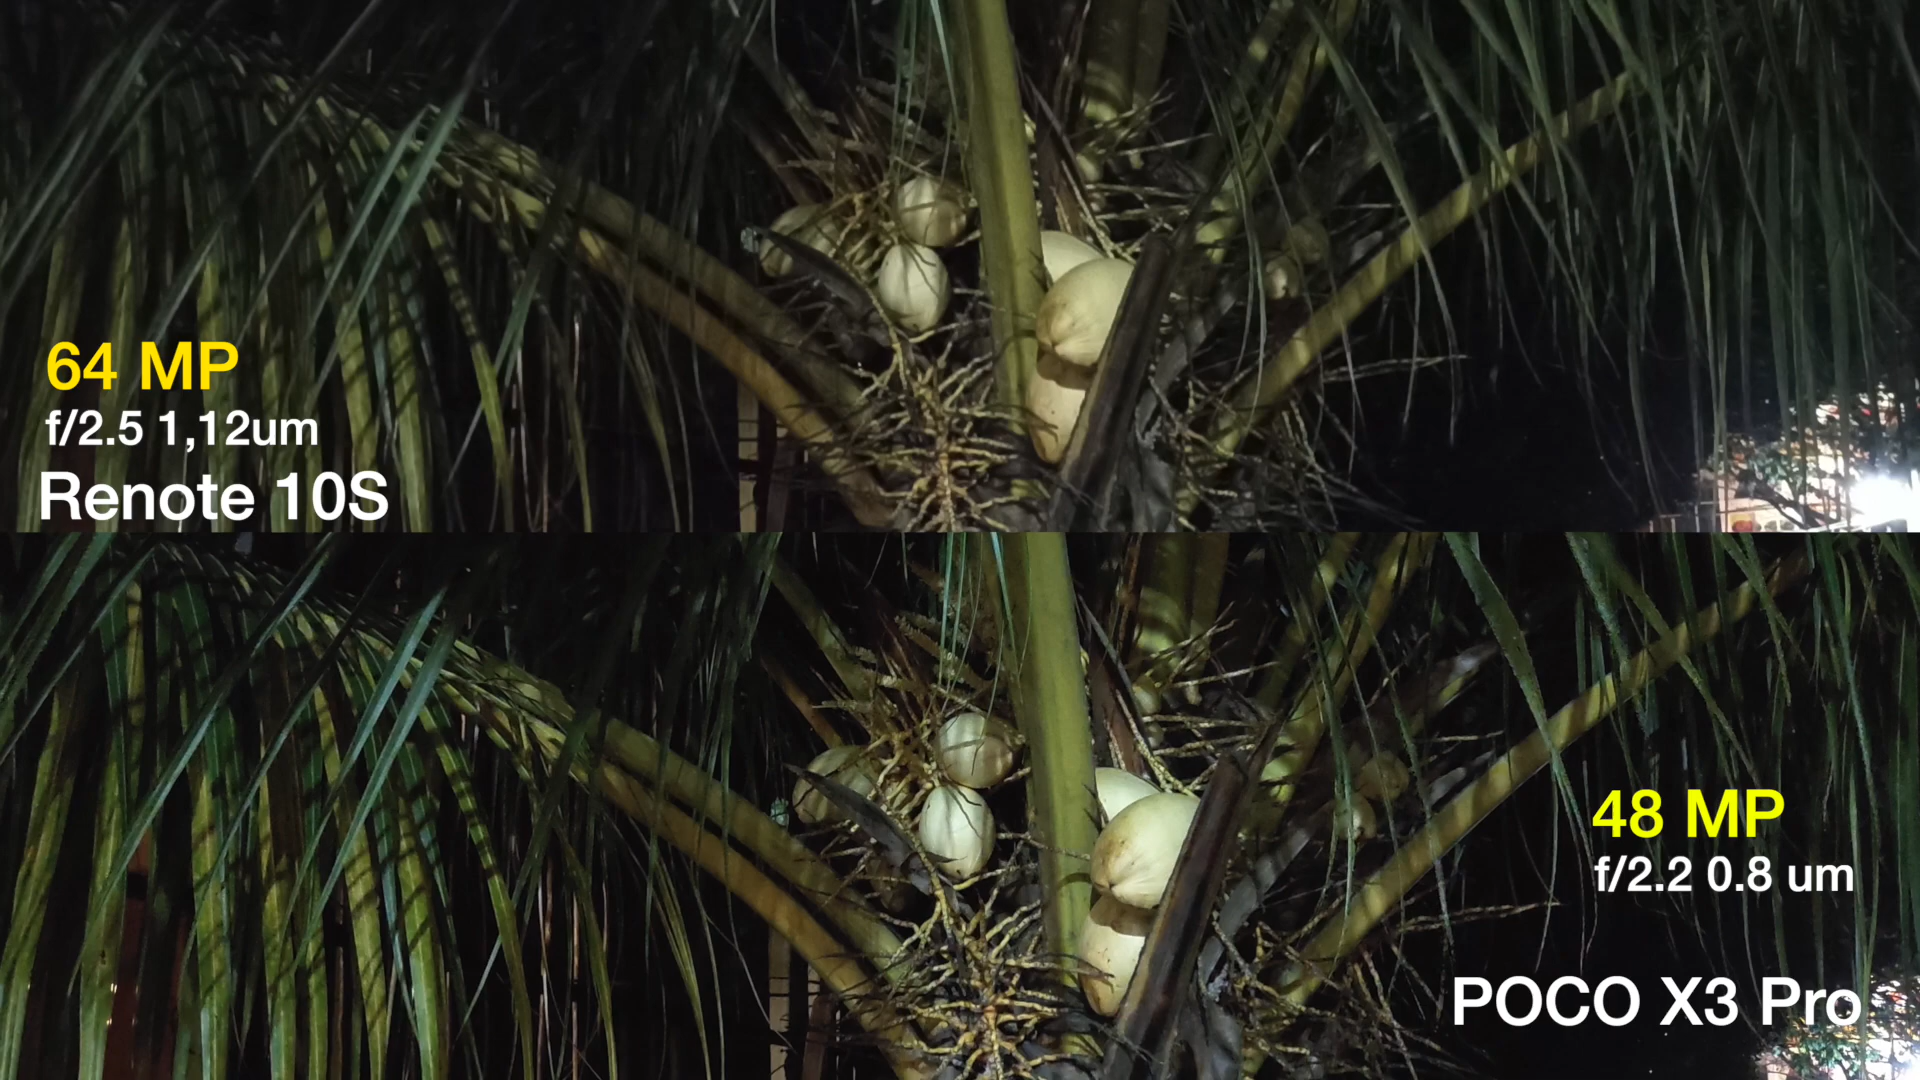 64 MP
f/2.5 1,12um
Renote 10S
48 MP
f/2.2 0.8 um
POCO X3 Pro